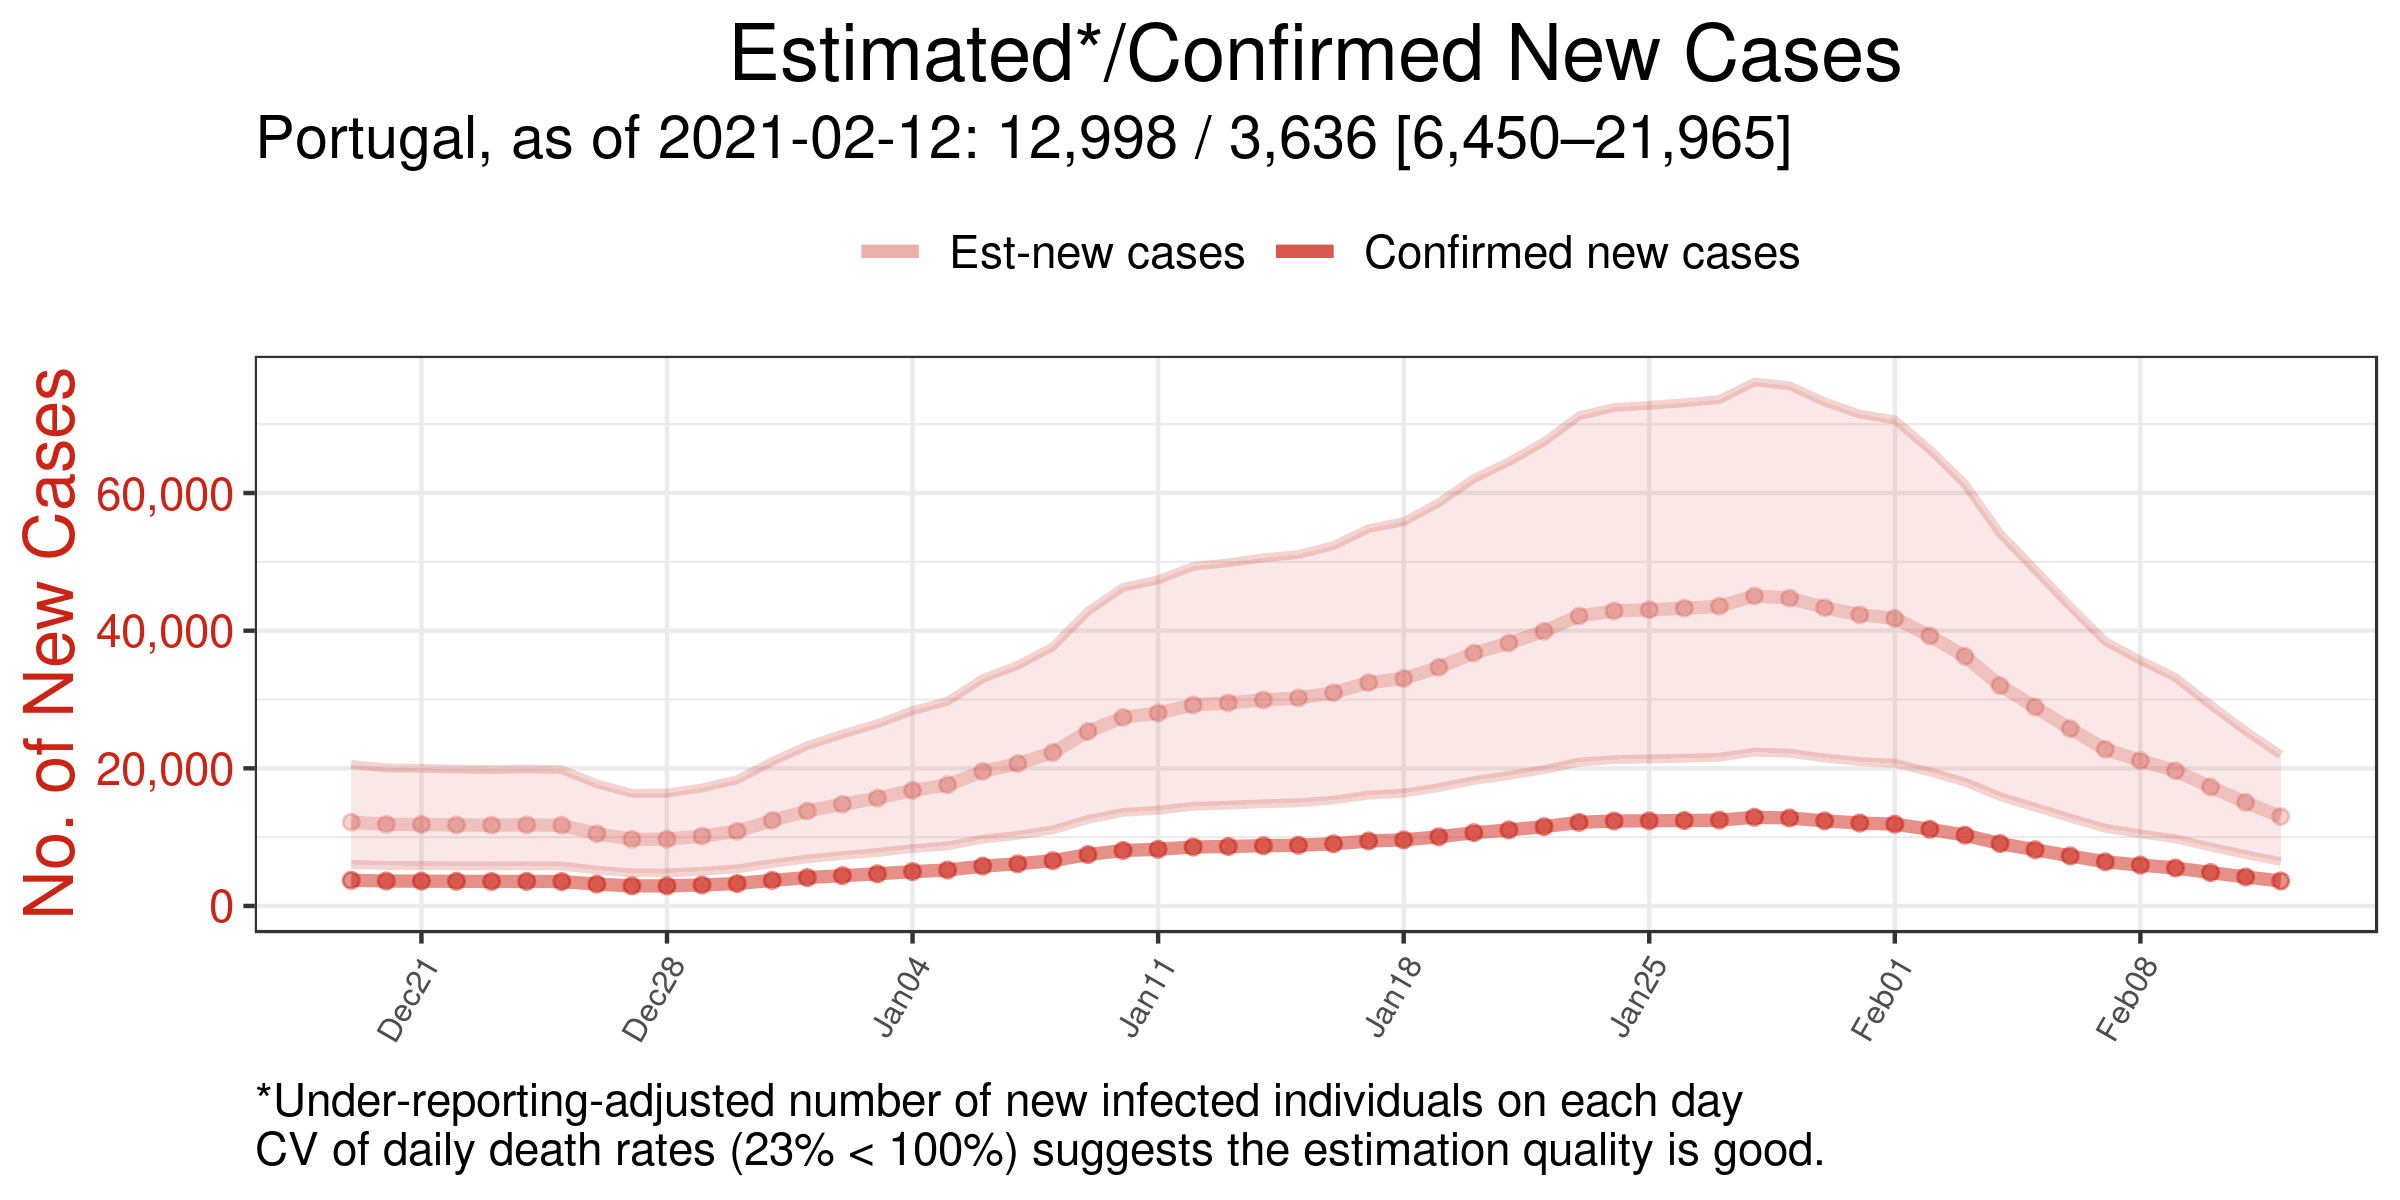 Estimated*/Confirmed New Cases
Portugal, as of 2021-02-12: 12,998 / 3,636 [6,450–21,965]
Est-new cases
Confirmed new cases
No. of New Cases
60,000
40,000
20,000
0
Dec21
Dec28
Jan04
Jan11
Jan18
Jan25
Feb01
Feb08
*Under-reporting-adjusted number of new infected individuals on each day
CV of daily death rates (23% < 100%) suggests the estimation quality is good.